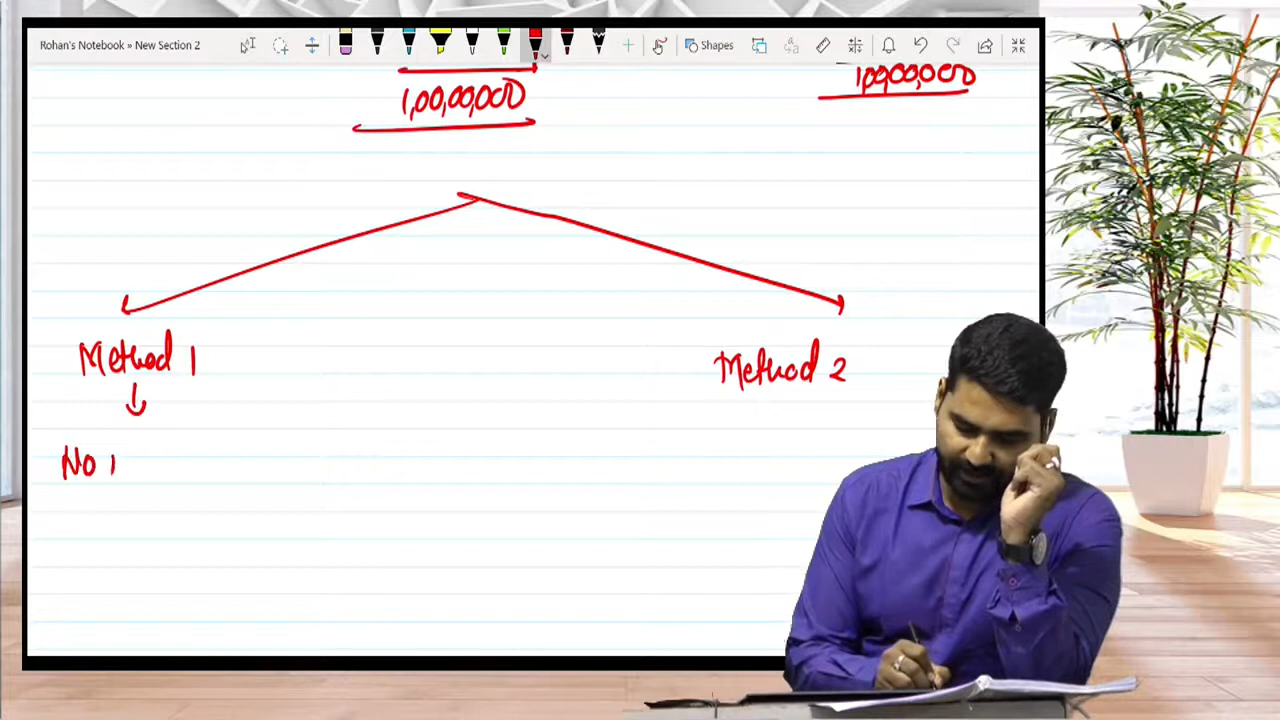 Rohan's Notebook » New Section 2
Shapes
1,00,00,000
1,00,00,000
Method 1
Method 2
No